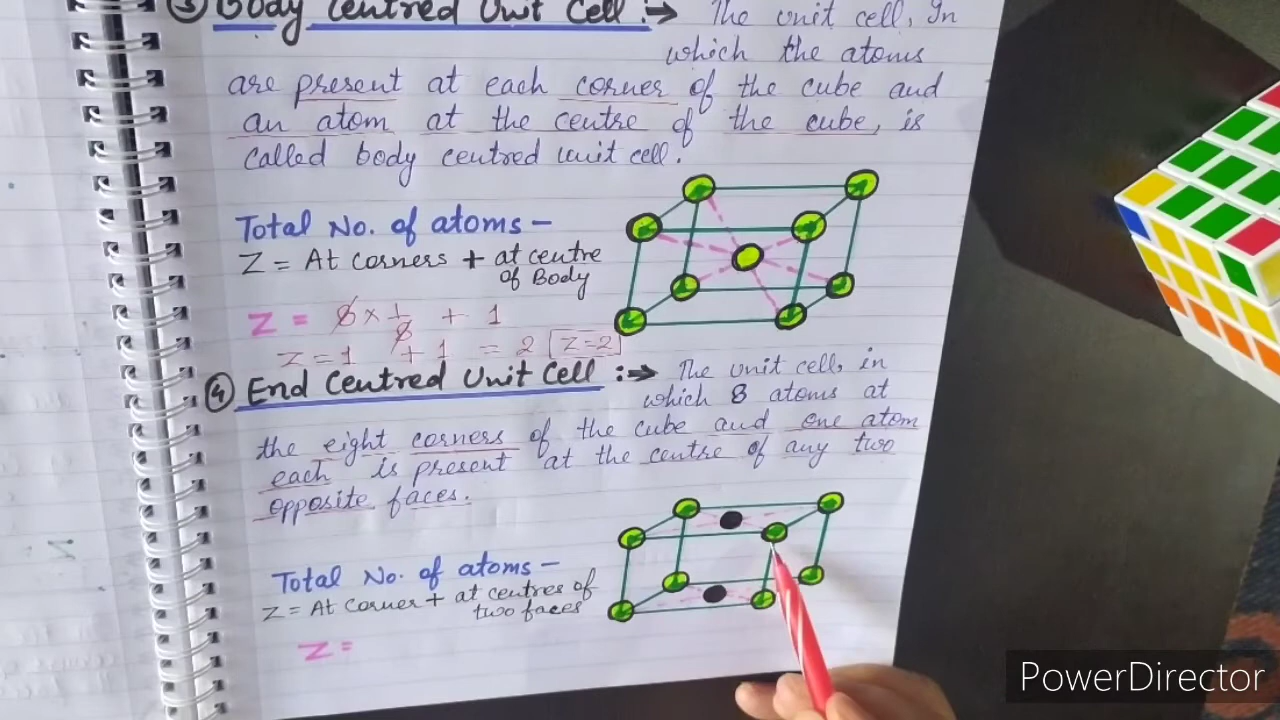 ③ Body Centred Unit Cell :→ The unit cell, In
which the atoms
are present at each corner of the cube and
an atom at the centre of the cube, is
called body centred unit cell.
Total No. of atoms -
Z = At corners + at centre
of Body
Z = 8 × 1/8 + 1
Z = 1 + 1 = 2 Z=2
④ End Centred Unit Cell :→ The unit cell, in
which 8 atoms at
the eight corners of the cube and one atom
each is present at the centre of any two
opposite faces.
Total No. of atoms -
Z = At corner + at centres of
two faces
Z =
PowerDirector